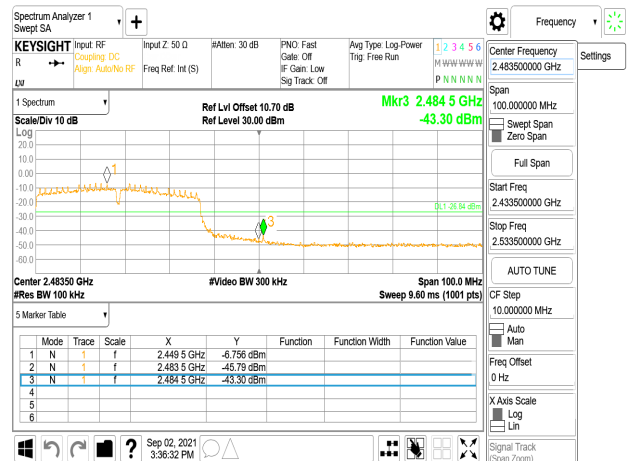 Spectrum Analyzer 1
Swept SA
KEYSIGHT
R
Input: RF
Coupling: DC
Align: Auto/No RF
Input Z: 50 Ω
Freq Ref: Int (S)
#Atten: 30 dB
PNO: Fast
Gate: Off
IF Gain: Low
Sig Track: Off
Avg Type: Log-Power
Trig: Free Run
1 2 3 4 5 6
M W W W W W
P N N N N N
1 Spectrum
Scale/Div 10 dB
Ref Lvl Offset 10.70 dB
Ref Level 30.00 dBm
Mkr3 2.484 5 GHz
-43.30 dBm
Log
20.0
10.0
0.00
-10.0
-20.0
-30.0
-40.0
-50.0
-60.0
1
3
DL1 -26.64 dBm
Center 2.48350 GHz
#Res BW 100 kHz
#Video BW 300 kHz
Span 100.0 MHz
Sweep 9.60 ms (1001 pts)
5 Marker Table
Mode Trace Scale X Y Function Function Width Function Value
1 N 1 f 2.449 5 GHz -6.756 dBm
2 N 1 f 2.483 5 GHz -45.79 dBm
3 N 1 f 2.484 5 GHz -43.30 dBm
4
5
6
?
Sep 02, 2021
3:36:32 PM
Frequency
Settings
Center Frequency
2.483500000 GHz
Span
100.000000 MHz
Swept Span
Zero Span
Full Span
Start Freq
2.433500000 GHz
Stop Freq
2.533500000 GHz
AUTO TUNE
CF Step
10.000000 MHz
Auto
Man
Freq Offset
0 Hz
X Axis Scale
Log
Lin
Signal Track
(Span Zoom)